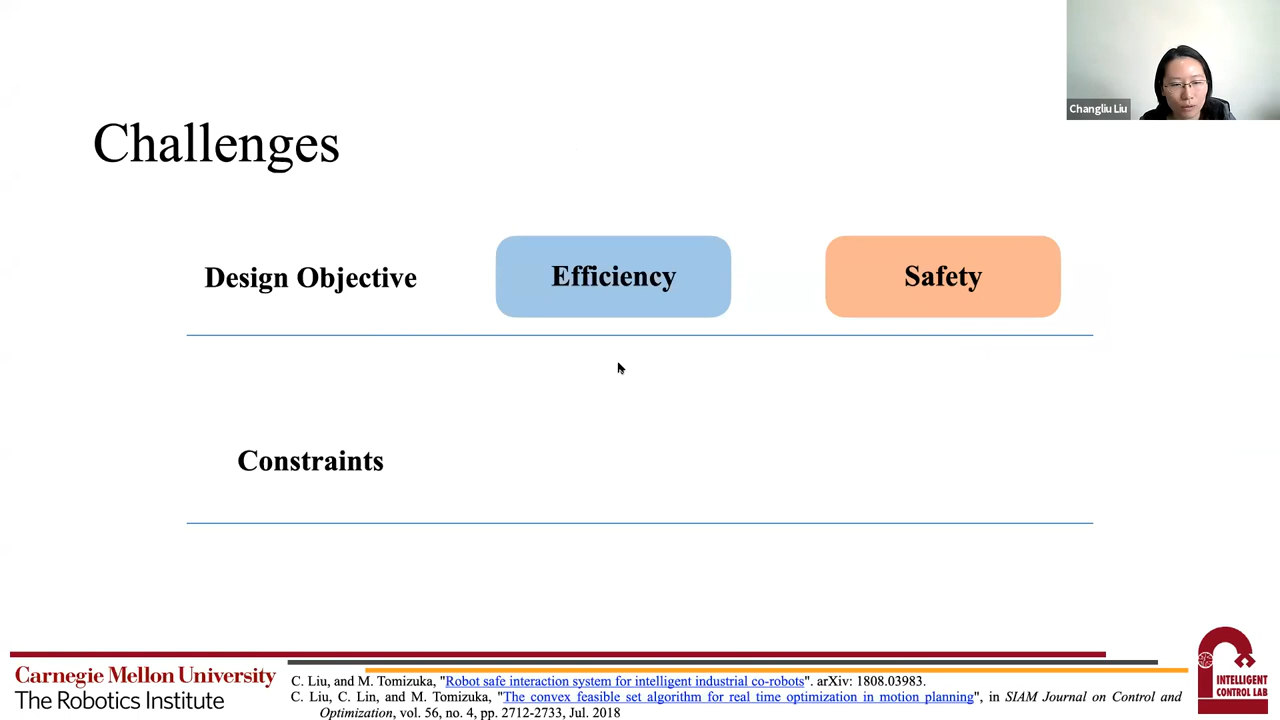 Changliu Liu
Challenges
Design Objective
Efficiency
Safety
Constraints
Carnegie Mellon University
The Robotics Institute
C. Liu, and M. Tomizuka, "Robot safe interaction system for intelligent industrial co-robots". arXiv: 1808.03983.
C. Liu, C. Lin, and M. Tomizuka, "The convex feasible set algorithm for real time optimization in motion planning", in SIAM Journal on Control and
Optimization, vol. 56, no. 4, pp. 2712-2733, Jul. 2018
INTELLIGENT
CONTROL LAB